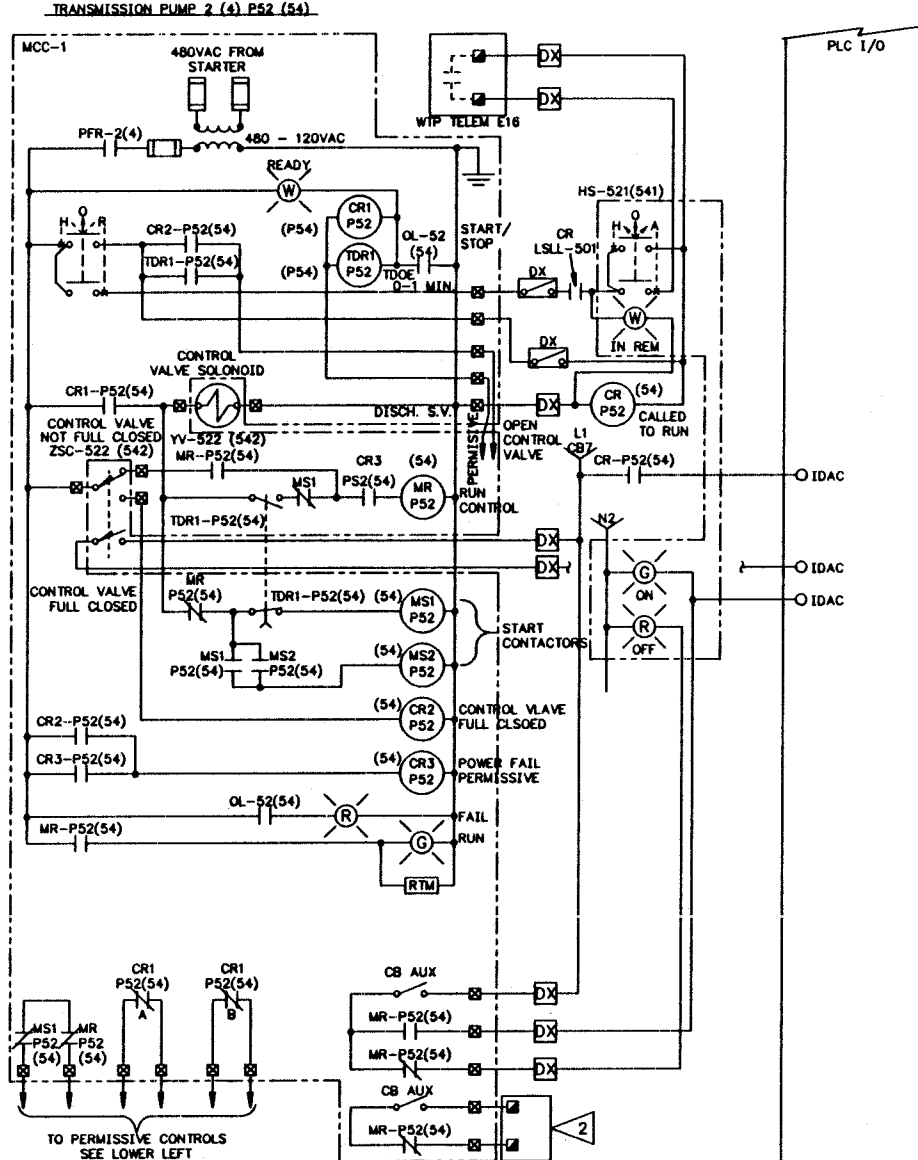 TRANSMISSION PUMP 2 (4) P52 (54)
MCC-1
480VAC FROM
STARTER
PLC I/O
DX
DX
WTP TELEM E16
PFR-2(4)
480 - 120VAC
READY
W
HS-521(541)
H O R
CR2-P52(54)
TDR1-P52(54)
(P54)
CR1
P52
(P54)
TDR1
P52
OL-52
(54)
TDOE
0-1 MIN
START/
STOP
CR
LSLL-501
DX
H O A
W
IN REM
DX
CONTROL
VALVE SOLONOID
CR1-P52(54)
DISCH. S.V.
DX
CR
P52
(54)
CALLED
TO RUN
CONTROL VALVE
NOT FULL CLOSED
ZSC-522 (542)
YV-522 (542)
PERMISIVE
OPEN
CONTROL
VALVE
L1
CB7
CR-P52(54)
IDAC
MR-P52(54)
MS1
CR3
PS2(54)
(54)
MR
P52
RUN
CONTROL
TDR1-P52(54)
N2
DX
DX
G
ON
IDAC
IDAC
R
OFF
CONTROL VALVE
FULL CLOSED
MR
P52(54)
TDR1-P52(54)
(54)
MS1
P52
START
CONTACTORS
MS1
P52(54)
MS2
P52(54)
(54)
MS2
P52
(54)
CR2
P52
CONTROL VLAVE
FULL CLSOED
CR2-P52(54)
CR3-P52(54)
(54)
CR3
P52
POWER FAIL
PERMISSIVE
OL-52(54)
R
FAIL
MR-P52(54)
G
RUN
RTM
CR1
P52(54)
A
CR1
P52(54)
B
MS1
P52
(54)
MR
P52
(54)
CB AUX
DX
MR-P52(54)
DX
MR-P52(54)
DX
CB AUX
MR-P52(54)
2
TO PERMISSIVE CONTROLS
SEE LOWER LEFT